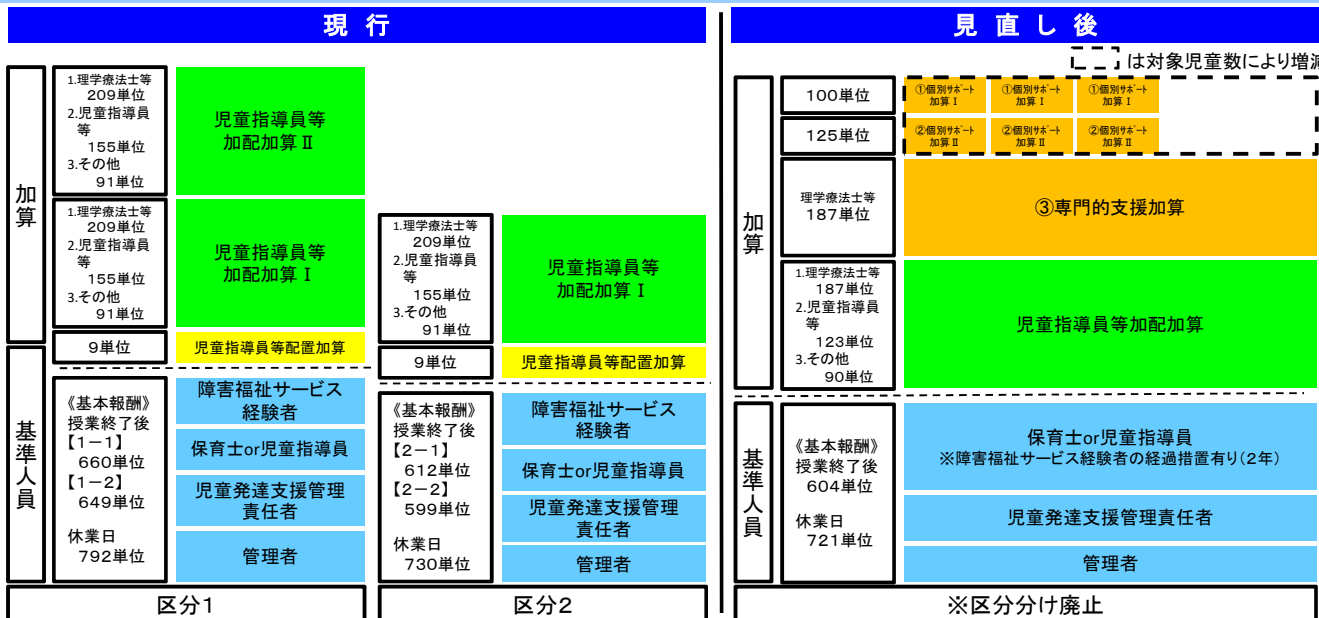 現行
加算
1.理学療法士等
209単位
2.児童指導員
等
155単位
3.その他
91単位
児童指導員等
加配加算Ⅱ
1.理学療法士等
209単位
2.児童指導員
等
155単位
3.その他
91単位
児童指導員等
加配加算Ⅰ
9単位
児童指導員等配置加算
基準人員
《基本報酬》
授業終了後
【1-1】
660単位
【1-2】
649単位
休業日
792単位
障害福祉サービス
経験者
保育士or児童指導員
児童発達支援管理
責任者
管理者
区分1
1.理学療法士等
209単位
2.児童指導員
等
155単位
3.その他
91単位
児童指導員等
加配加算Ⅰ
9単位
児童指導員等配置加算
《基本報酬》
授業終了後
【2-1】
612単位
【2-2】
599単位
休業日
730単位
障害福祉サービス
経験者
保育士or児童指導員
児童発達支援管理
責任者
管理者
区分2
見直し後
は対象児童数により増減
加算
100単位
①個別サポート
加算Ⅰ
①個別サポート
加算Ⅰ
①個別サポート
加算Ⅰ
125単位
②個別サポート
加算Ⅱ
②個別サポート
加算Ⅱ
②個別サポート
加算Ⅱ
理学療法士等
187単位
③専門的支援加算
1.理学療法士等
187単位
2.児童指導員
等
123単位
3.その他
90単位
児童指導員等加配加算
基準人員
《基本報酬》
授業終了後
604単位
休業日
721単位
保育士or児童指導員
※障害福祉サービス経験者の経過措置有り(2年)
児童発達支援管理責任者
管理者
※区分分け廃止